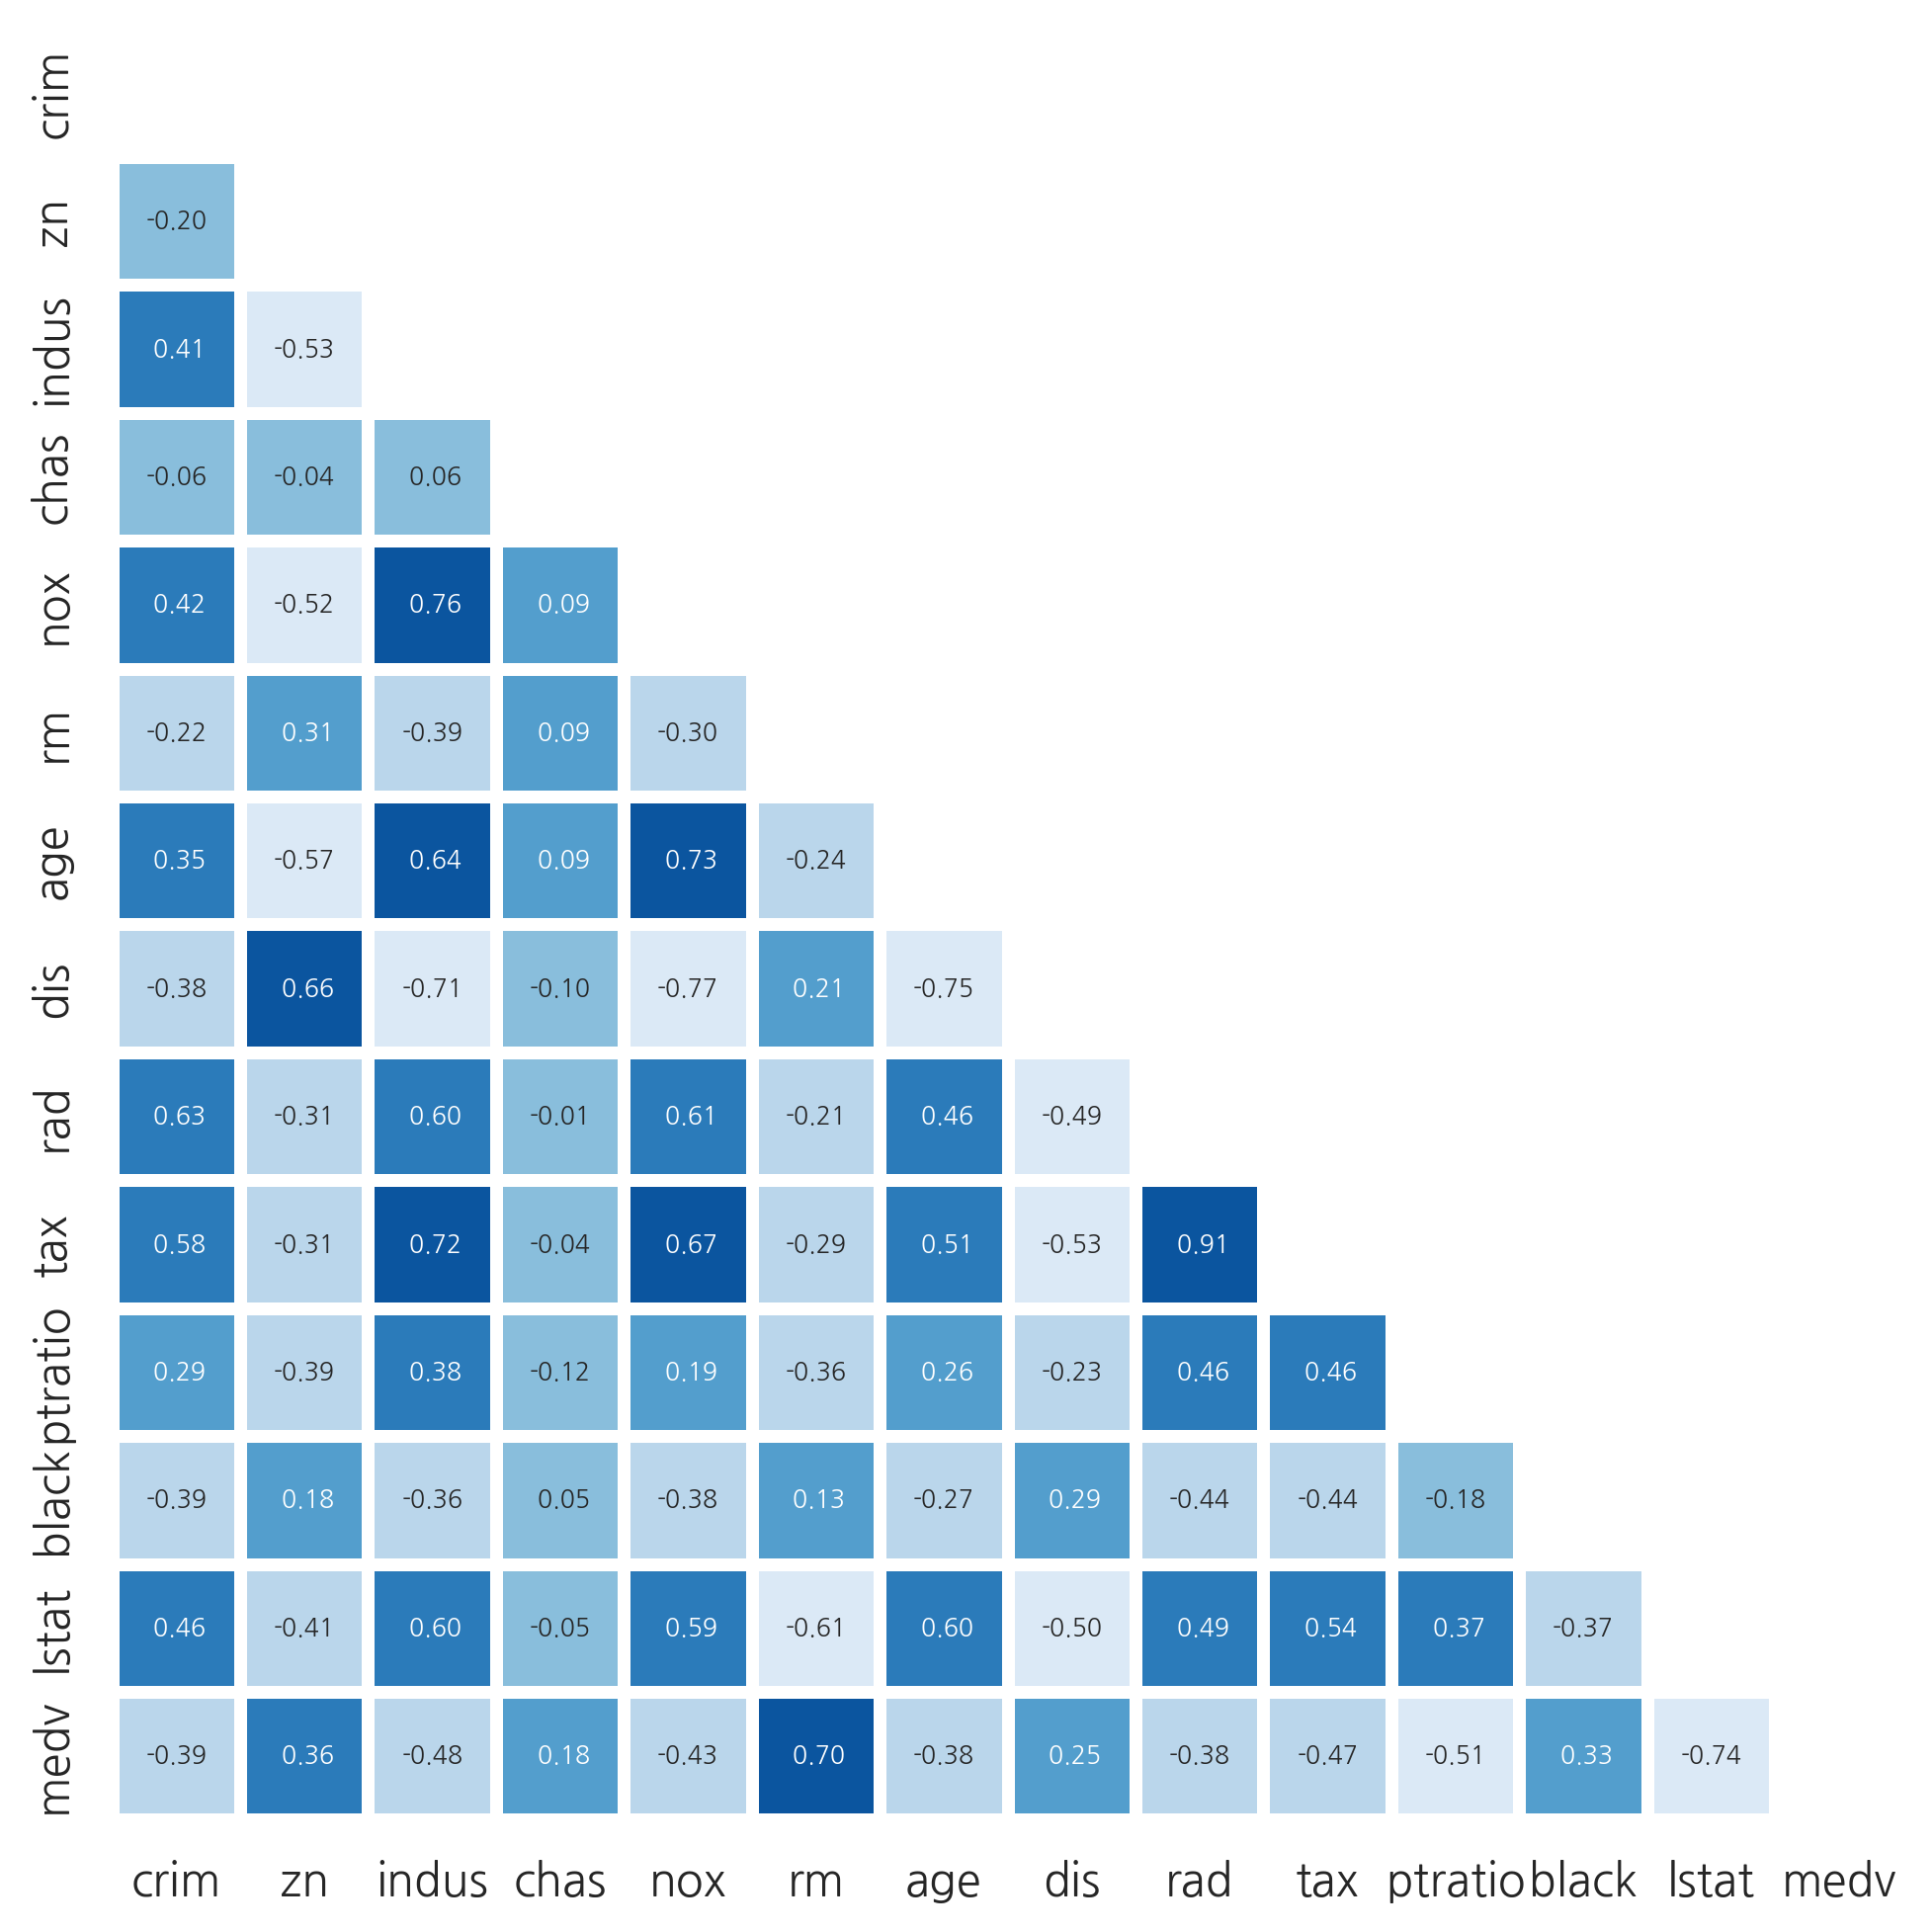 crim
zn -0.20
indus 0.41 -0.53
chas -0.06 -0.04 0.06
nox 0.42 -0.52 0.76 0.09
rm -0.22 0.31 -0.39 0.09 -0.30
age 0.35 -0.57 0.64 0.09 0.73 -0.24
dis -0.38 0.66 -0.71 -0.10 -0.77 0.21 -0.75
rad 0.63 -0.31 0.60 -0.01 0.61 -0.21 0.46 -0.49
tax 0.58 -0.31 0.72 -0.04 0.67 -0.29 0.51 -0.53 0.91
ptratio 0.29 -0.39 0.38 -0.12 0.19 -0.36 0.26 -0.23 0.46 0.46
black -0.39 0.18 -0.36 0.05 -0.38 0.13 -0.27 0.29 -0.44 -0.44 -0.18
lstat 0.46 -0.41 0.60 -0.05 0.59 -0.61 0.60 -0.50 0.49 0.54 0.37 -0.37
medv -0.39 0.36 -0.48 0.18 -0.43 0.70 -0.38 0.25 -0.38 -0.47 -0.51 0.33 -0.74
crim zn indus chas nox rm age dis rad tax ptratio black lstat medv